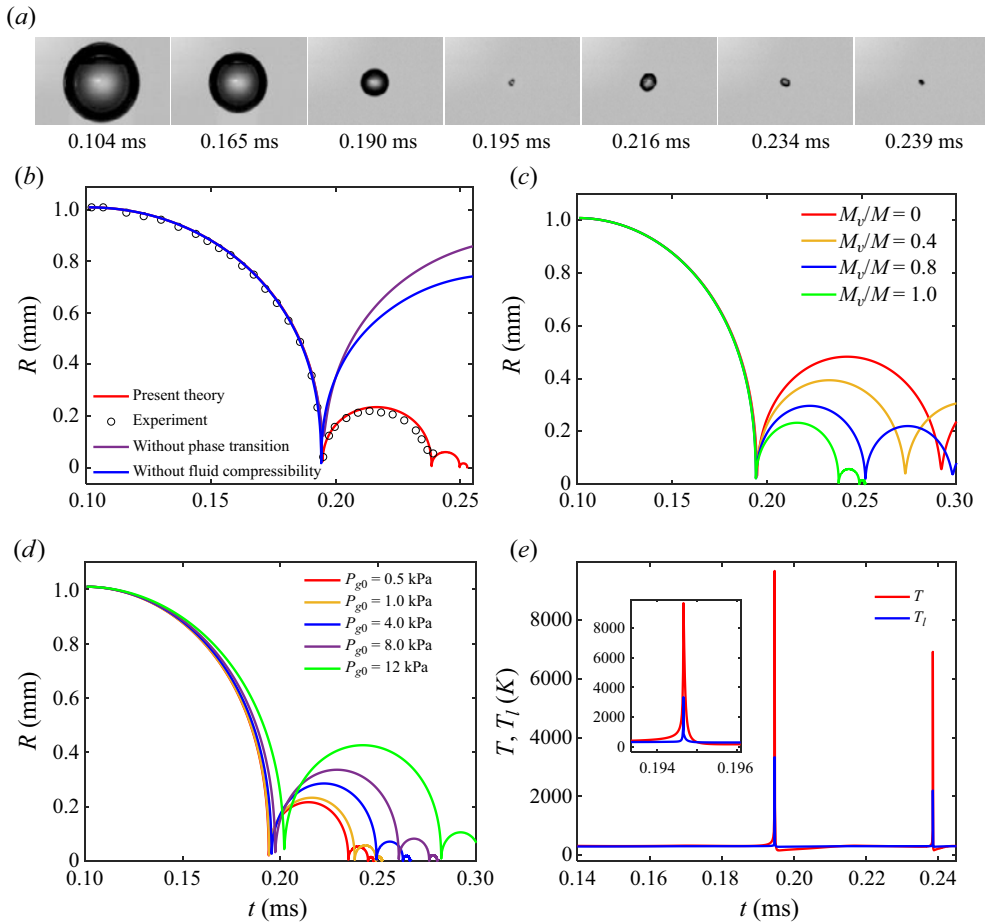 (a)
0.104 ms 0.165 ms 0.190 ms 0.195 ms 0.216 ms 0.234 ms 0.239 ms
(b)
1.0
0.8
0.6
0.4
0.2
0
R (mm)
Present theory
Experiment
Without phase transition
Without fluid compressibility
0.10 0.15 0.20 0.25
(c)
1.0
0.8
0.6
0.4
0.2
0
R (mm)
M_v/M = 0
M_v/M = 0.4
M_v/M = 0.8
M_v/M = 1.0
0.10 0.15 0.20 0.25 0.30
(d)
1.0
0.8
0.6
0.4
0.2
0
R (mm)
P_g0 = 0.5 kPa
P_g0 = 1.0 kPa
P_g0 = 4.0 kPa
P_g0 = 8.0 kPa
P_g0 = 12 kPa
0.10 0.15 0.20 0.25 0.30
t (ms)
(e)
8000
6000
4000
2000
0
T, T_l (K)
T
T_l
8000
6000
4000
2000
0
0.194 0.196
0.14 0.16 0.18 0.20 0.22 0.24
t (ms)